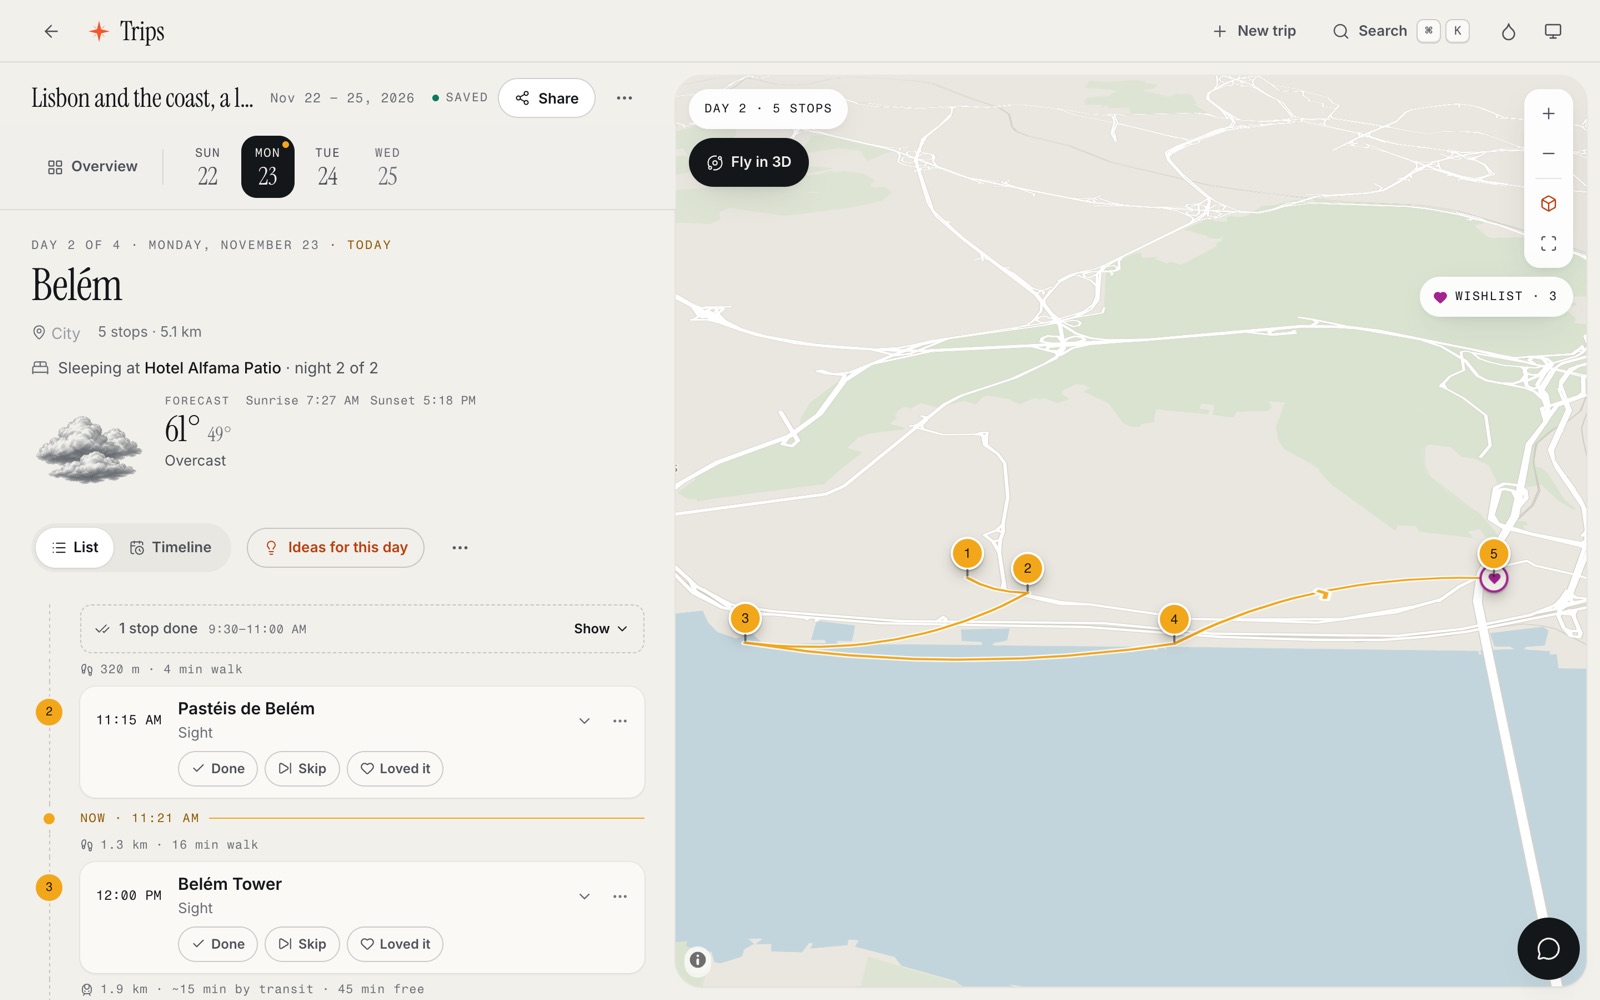 Trips
New trip
Search ⌘ K
Lisbon and the coast, a l...
Nov 22 – 25, 2026
SAVED
Share
Overview
SUN 22
MON 23
TUE 24
WED 25
DAY 2 OF 4 · MONDAY, NOVEMBER 23 · TODAY
Belém
City
5 stops · 5.1 km
Sleeping at Hotel Alfama Patio · night 2 of 2
FORECAST Sunrise 7:27 AM Sunset 5:18 PM
61° 49°
Overcast
List
Timeline
Ideas for this day
1 stop done 9:30–11:00 AM
Show
320 m · 4 min walk
2
11:15 AM
Pastéis de Belém
Sight
Done
Skip
Loved it
NOW · 11:21 AM
1.3 km · 16 min walk
3
12:00 PM
Belém Tower
Sight
Done
Skip
Loved it
1.9 km · ~15 min by transit · 45 min free
DAY 2 · 5 STOPS
Fly in 3D
WISHLIST · 3
1
2
3
4
5